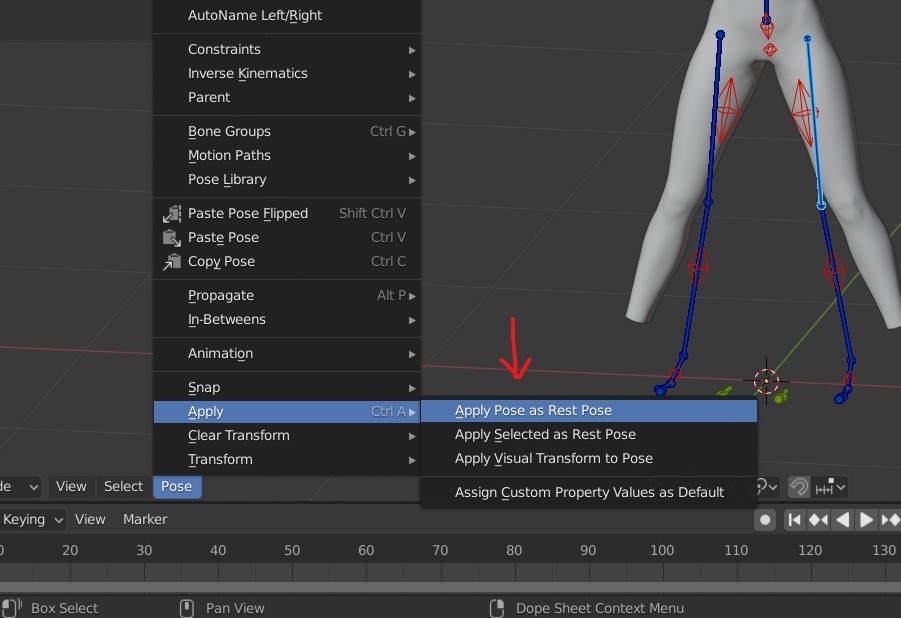 AutoName Left/Right
Constraints
Inverse Kinematics
Parent
Bone Groups Ctrl G
Motion Paths
Pose Library
Paste Pose Flipped Shift Ctrl V
Paste Pose Ctrl V
Copy Pose Ctrl C
Propagate Alt P
In-Betweens
Animation
Snap
Apply Ctrl A
Apply Pose as Rest Pose
Clear Transform
Apply Selected as Rest Pose
Transform
Apply Visual Transform to Pose
de View Select Pose
Assign Custom Property Values as Default
Keying View Marker
0 20 30 40 50 60 70 80 90 100 110 120 130
Box Select Pan View Dope Sheet Context Menu